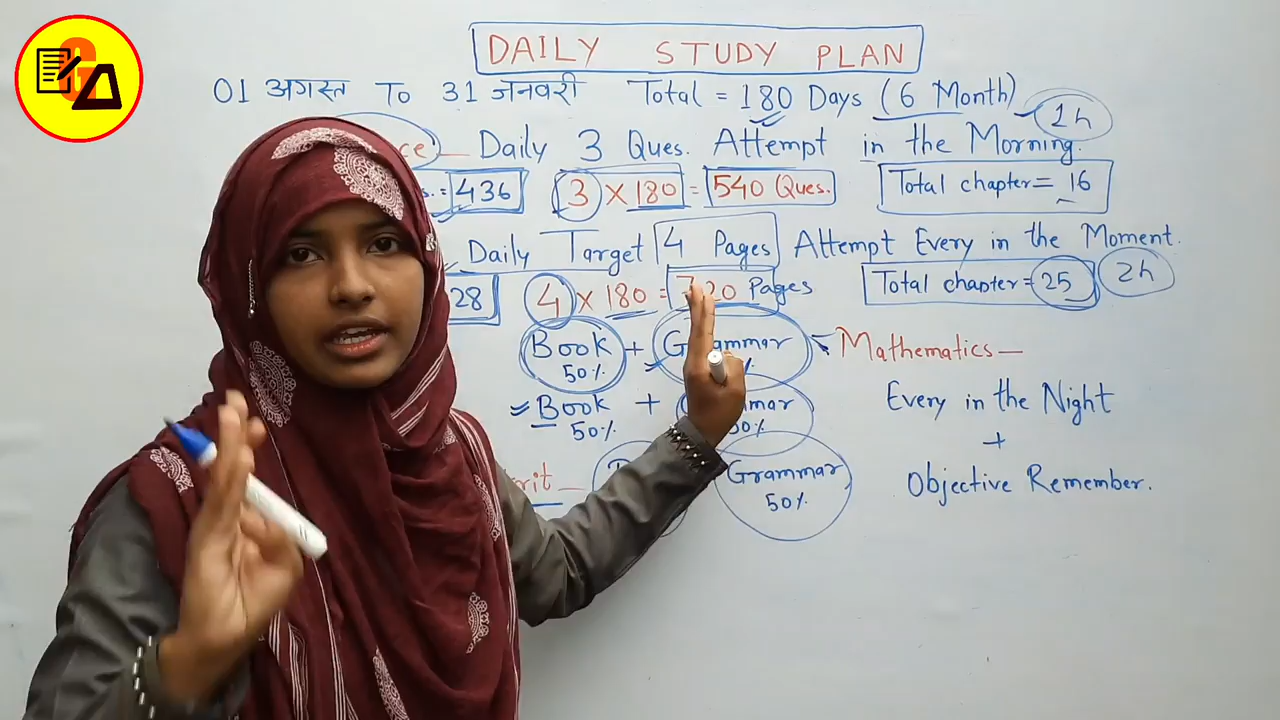 DAILY STUDY PLAN
01 अगस्त To 31 जनवरी Total = 180 Days (6 Month)
1h
Daily 3 Ques. Attempt in the Morning.
436 3 × 180 = 540 Ques. Total chapter = 16
Daily Target 4 Pages Attempt Every in the Moment.
28 4 × 180 = 720 Pages Total chapter = 25 2h
Book 50% + Grammar Mathematics —
Book 50% + 50% Every in the Night
+
Grammar 50% Objective Remember.